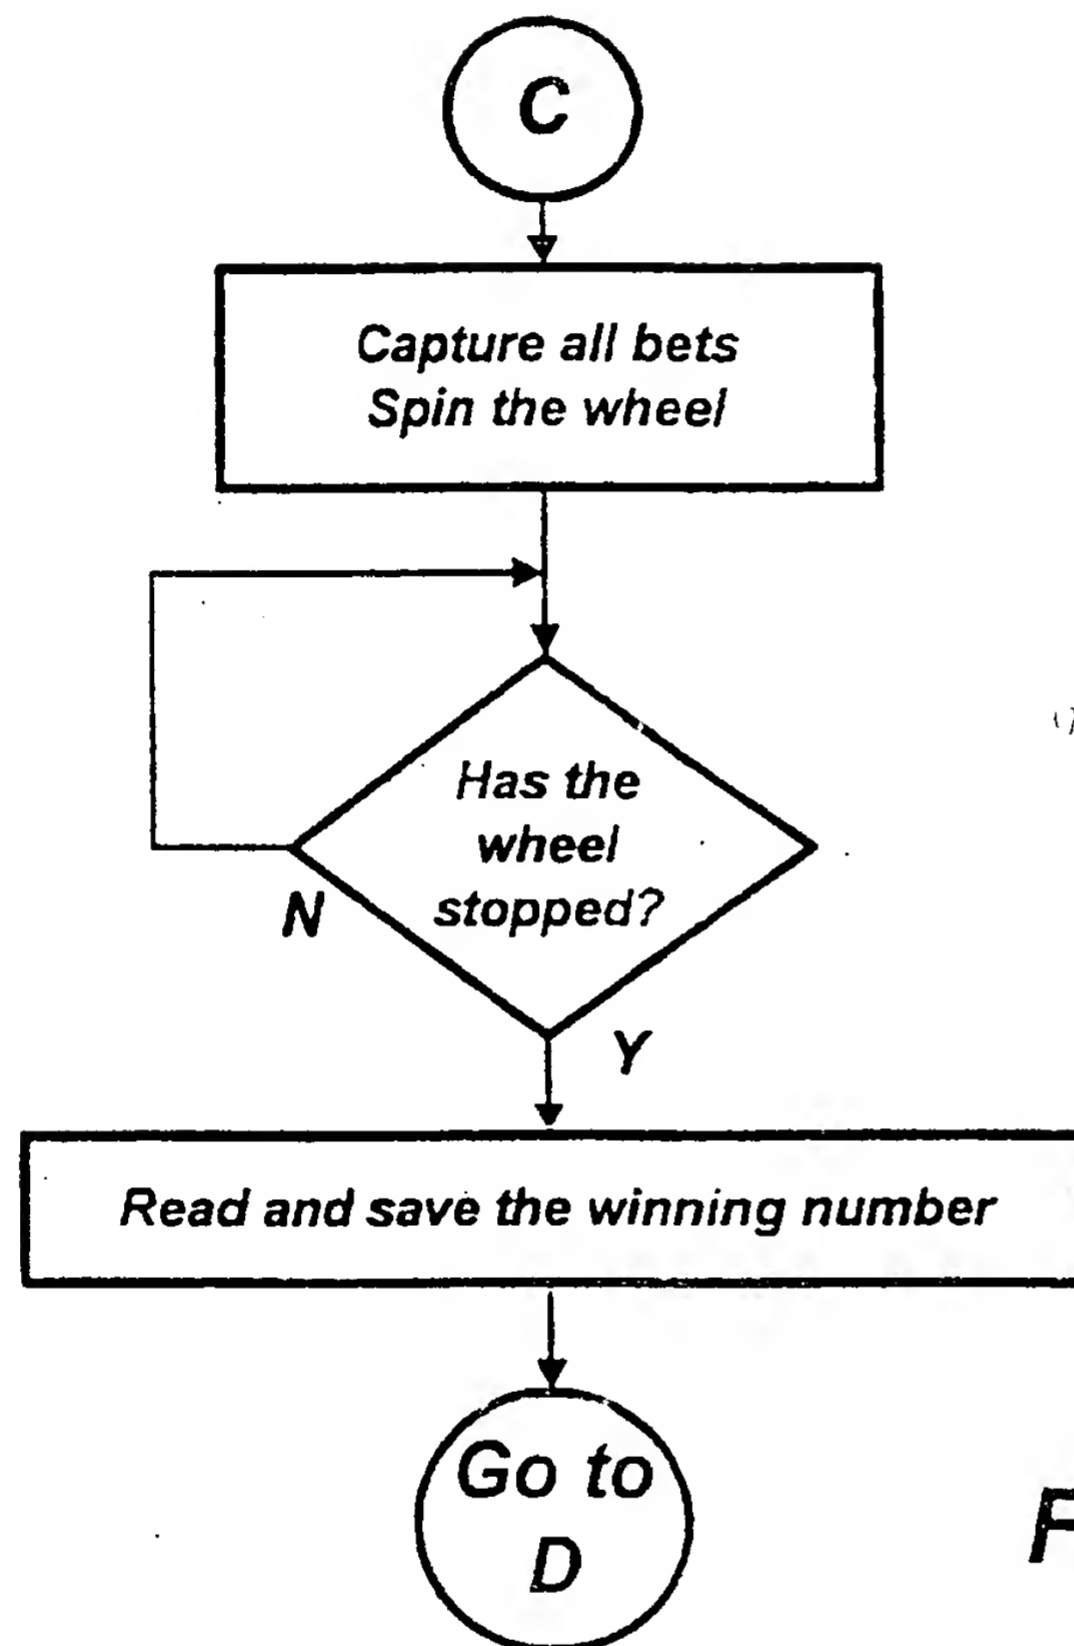 C
Capture all bets
Spin the wheel
Has the
wheel
stopped?
N
Y
Read and save the winning number
Go to
D
F